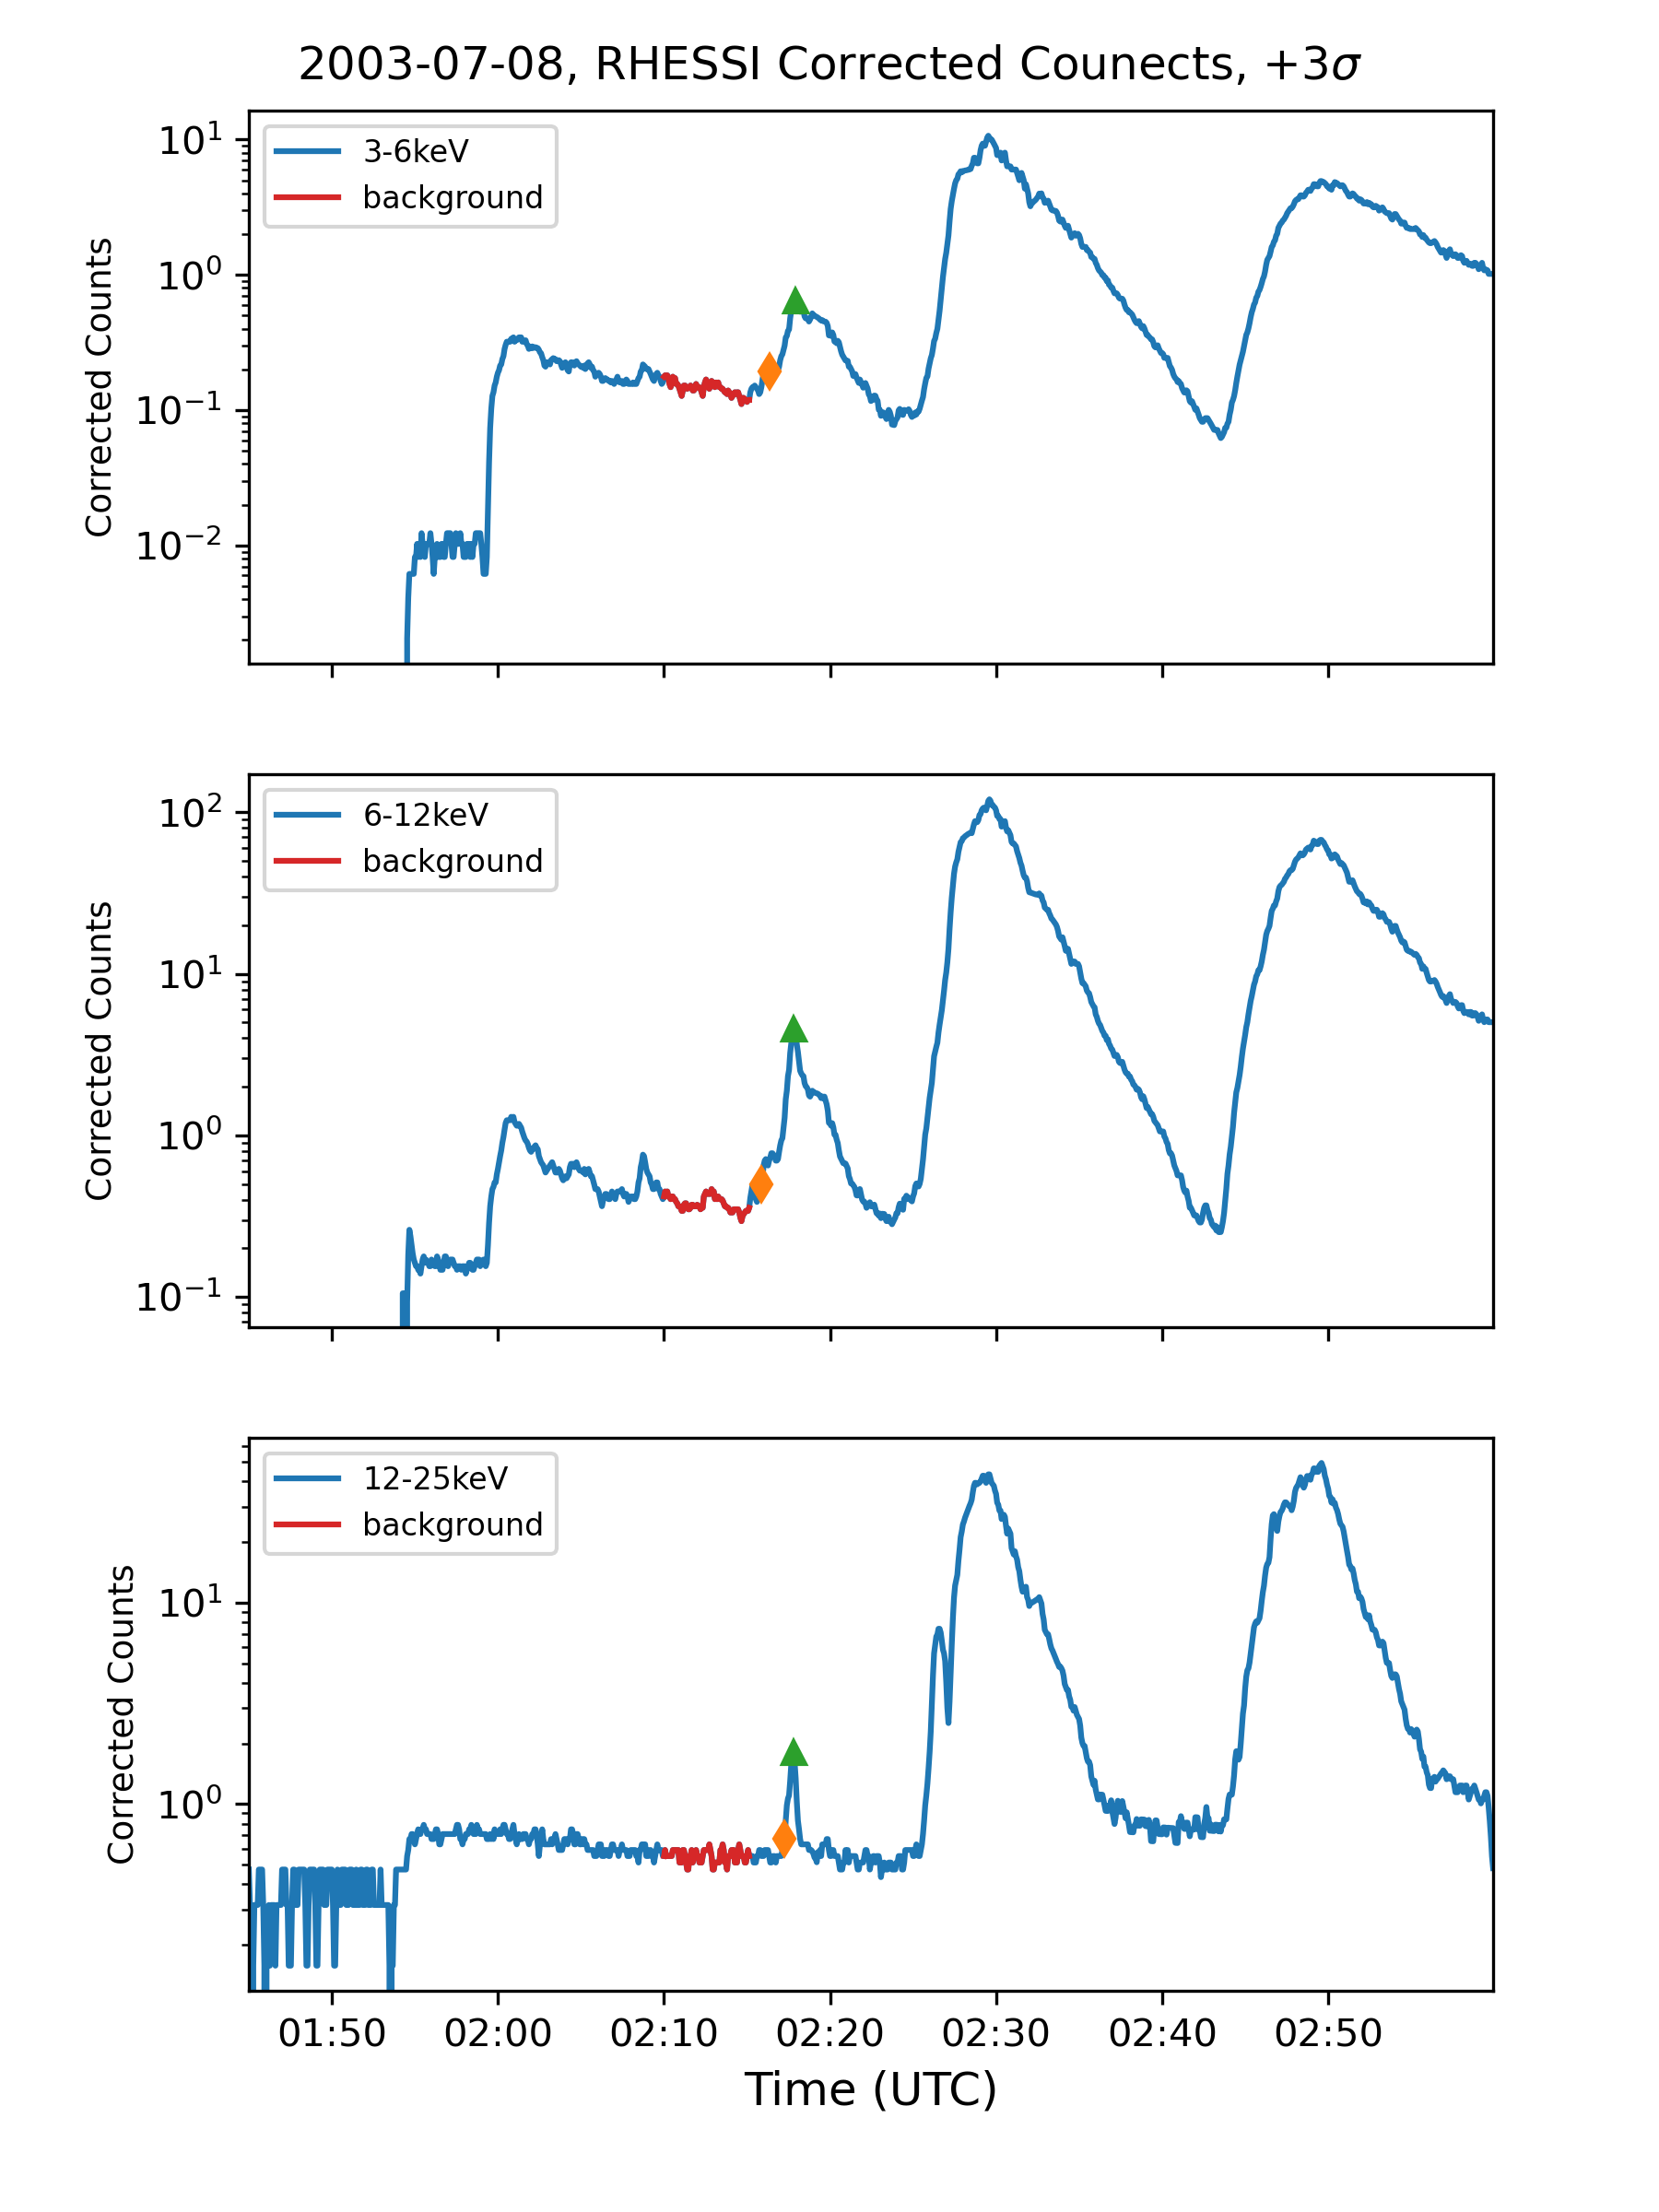 2003-07-08, RHESSI Corrected Counects, +3σ
3-6keV
background
10¹
10⁰
10⁻¹
10⁻²
Corrected Counts
6-12keV
background
10²
10¹
10⁰
10⁻¹
Corrected Counts
12-25keV
background
10¹
10⁰
Corrected Counts
01:50 02:00 02:10 02:20 02:30 02:40 02:50
Time (UTC)